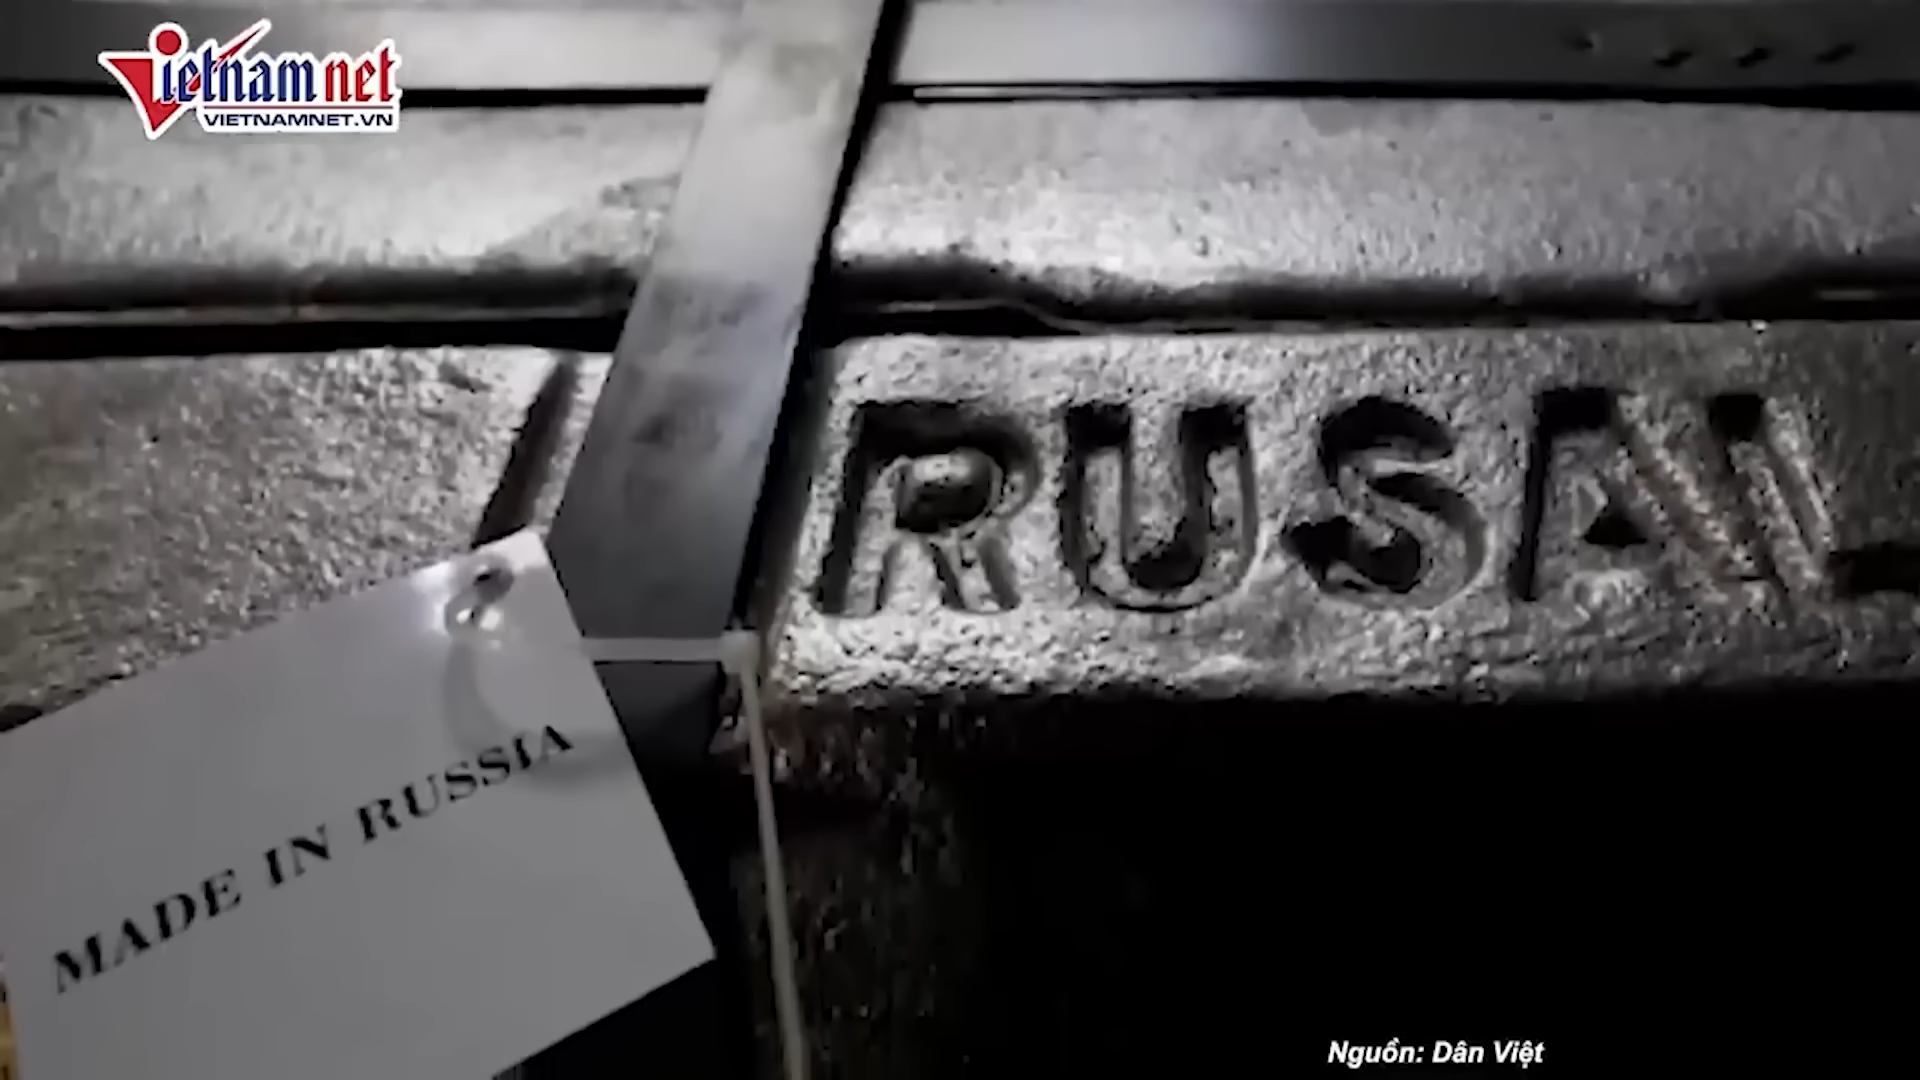 Vietnamnet
VIETNAMNET.VN
RUSAL
MADE IN RUSSIA
Nguồn: Dân Việt